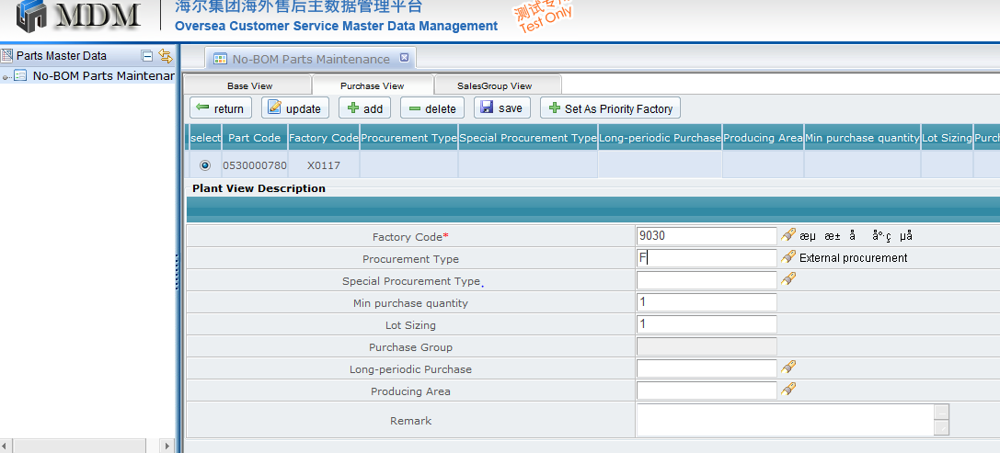 MDM
海尔集团海外售后主数据管理平台
Oversea Customer Service Master Data Management
测试专用
Test Only
Parts Master Data
No-BOM Parts Maintenance
No-BOM Parts Maintenar
Base View
Purchase View
SalesGroup View
return
update
add
delete
save
Set As Priority Factory
select Part Code Factory Code Procurement Type Special Procurement Type Long-periodic Purchase Producing Area Min purchase quantity Lot Sizing Purch
0530000780 X0117
Plant View Description
Factory Code* 9030 æµ æ± å å°·ç µå
Procurement Type F External procurement
Special Procurement Type
Min purchase quantity 1
Lot Sizing 1
Purchase Group
Long-periodic Purchase
Producing Area
Remark